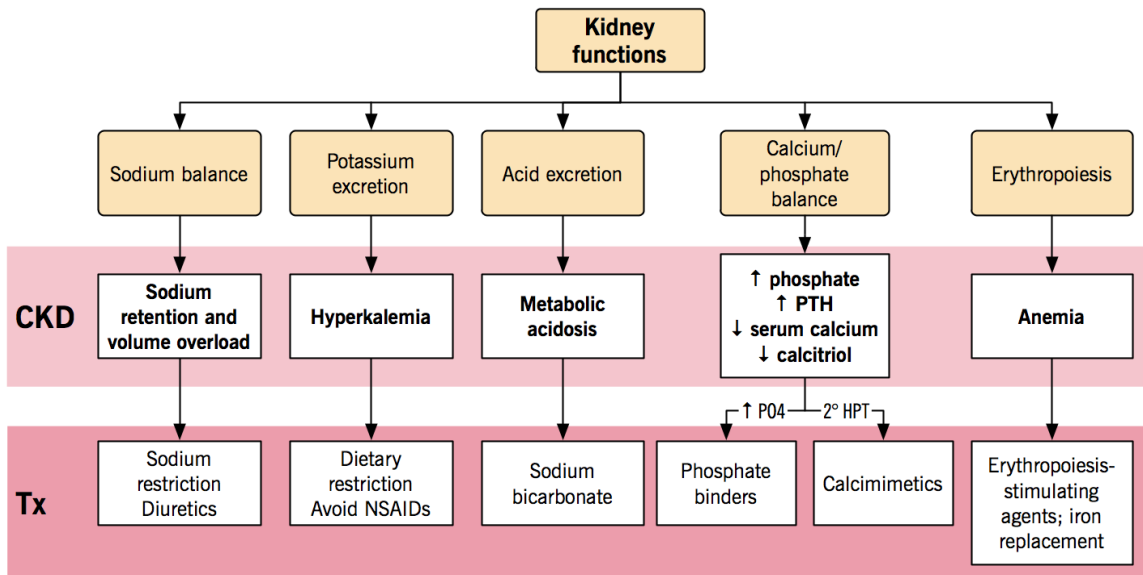 Kidney
functions
Sodium balance
Potassium
excretion
Acid excretion
Calcium/
phosphate
balance
Erythropoiesis
CKD
Sodium
retention and
volume overload
Hyperkalemia
Metabolic
acidosis
↑ phosphate
↑ PTH
↓ serum calcium
↓ calcitriol
Anemia
↑ PO4
2° HPT
Tx
Sodium
restriction
Diuretics
Dietary
restriction
Avoid NSAIDs
Sodium
bicarbonate
Phosphate
binders
Calcimimetics
Erythropoiesis-
stimulating
agents; iron
replacement